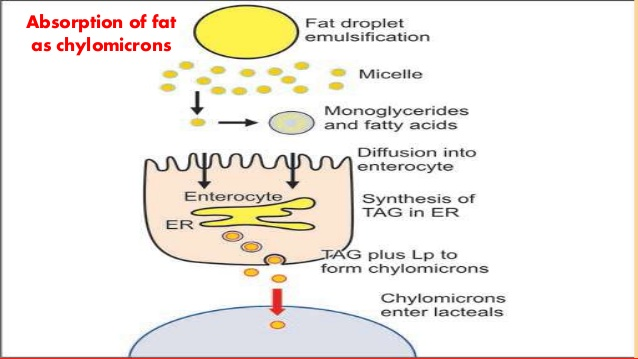 Absorption of fat
as chylomicrons
Fat droplet
emulsification
Micelle
Monoglycerides
and fatty acids
Diffusion into
enterocyte
Enterocyte
Synthesis of
TAG in ER
ER
TAG plus Lp to
form chylomicrons
Chylomicrons
enter lacteals